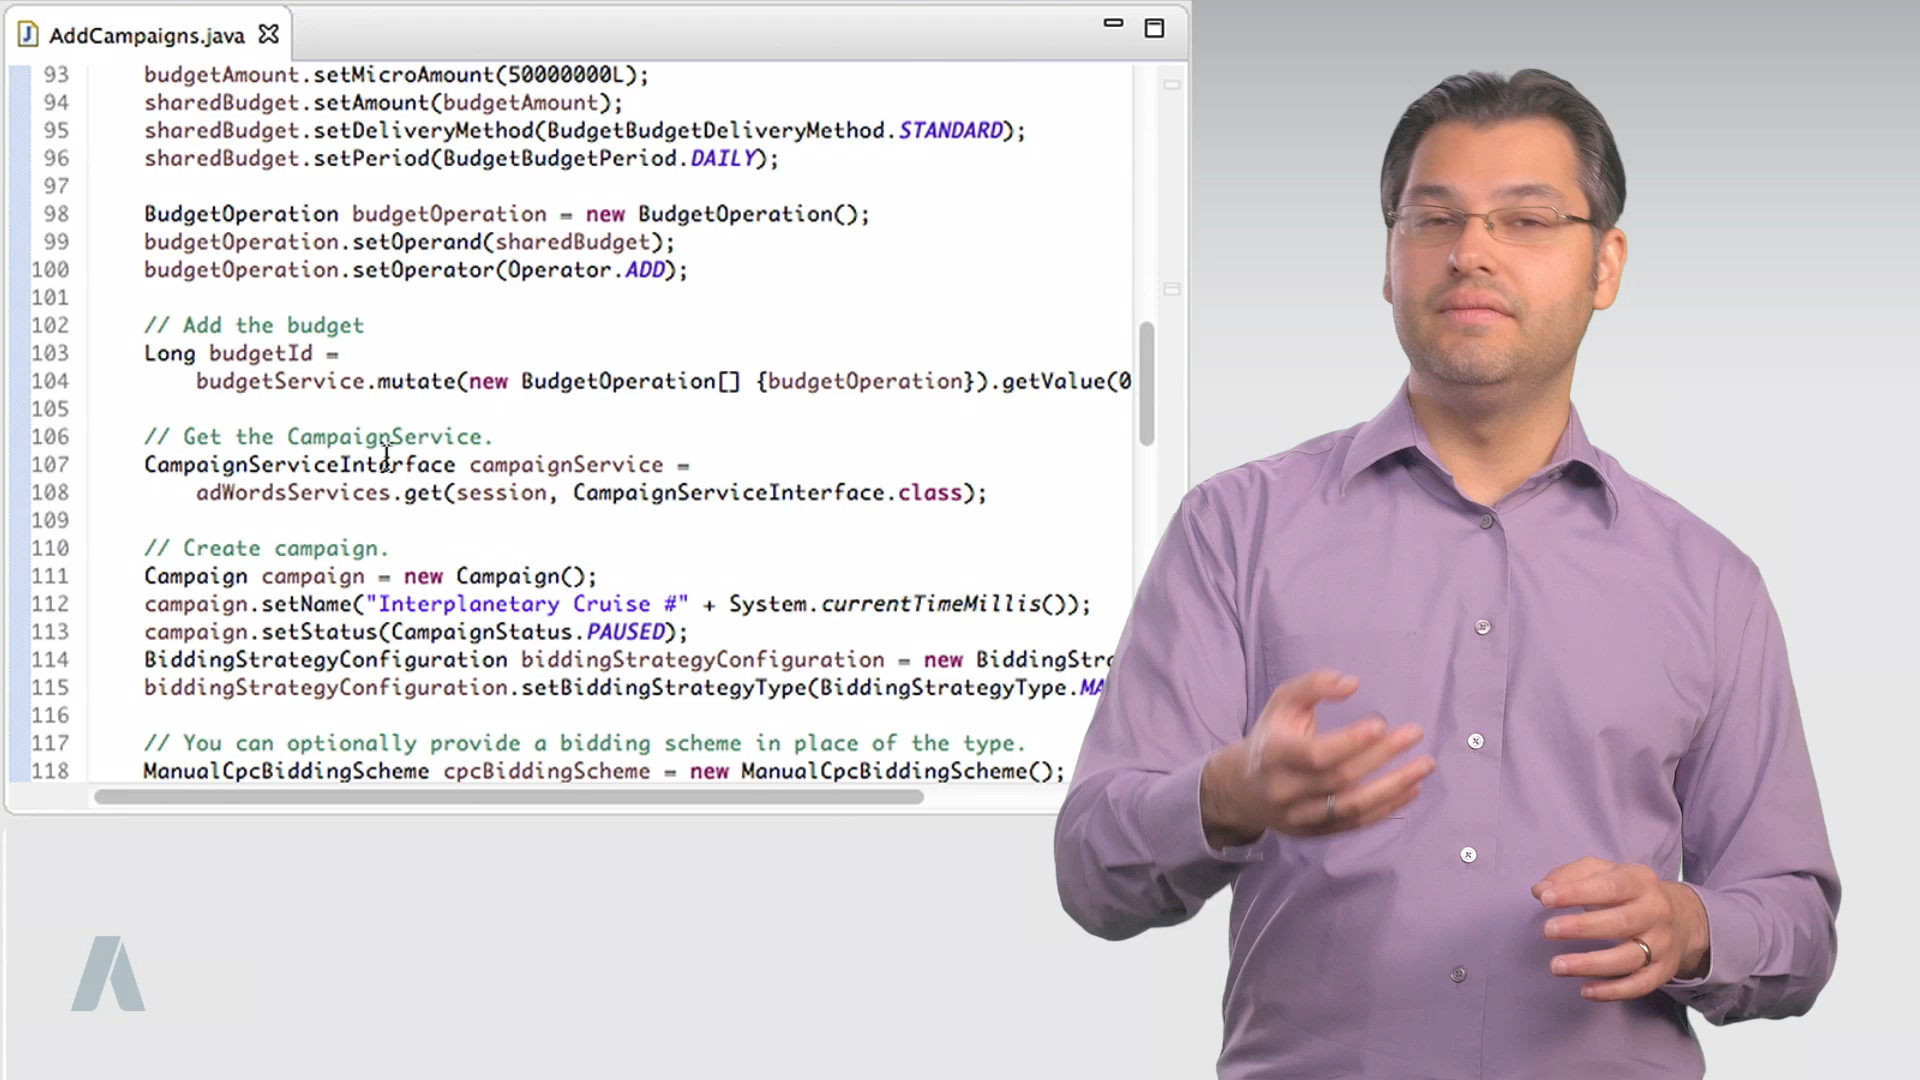 AddCampaigns.java
93 budgetAmount.setMicroAmount(50000000L);
94 sharedBudget.setAmount(budgetAmount);
95 sharedBudget.setDeliveryMethod(BudgetBudgetDeliveryMethod.STANDARD);
96 sharedBudget.setPeriod(BudgetBudgetPeriod.DAILY);
97
98 BudgetOperation budgetOperation = new BudgetOperation();
99 budgetOperation.setOperand(sharedBudget);
100 budgetOperation.setOperator(Operator.ADD);
101
102 // Add the budget
103 Long budgetId =
104 budgetService.mutate(new BudgetOperation[] {budgetOperation}).getValue(0
105
106 // Get the CampaignService.
107 CampaignServiceInterface campaignService =
108 adWordsServices.get(session, CampaignServiceInterface.class);
109
110 // Create campaign.
111 Campaign campaign = new Campaign();
112 campaign.setName("Interplanetary Cruise #" + System.currentTimeMillis());
113 campaign.setStatus(CampaignStatus.PAUSED);
114 BiddingStrategyConfiguration biddingStrategyConfiguration = new BiddingStr
115 biddingStrategyConfiguration.setBiddingStrategyType(BiddingStrategyType.MA
116
117 // You can optionally provide a bidding scheme in place of the type.
118 ManualCpcBiddingScheme cpcBiddingScheme = new ManualCpcBiddingScheme();